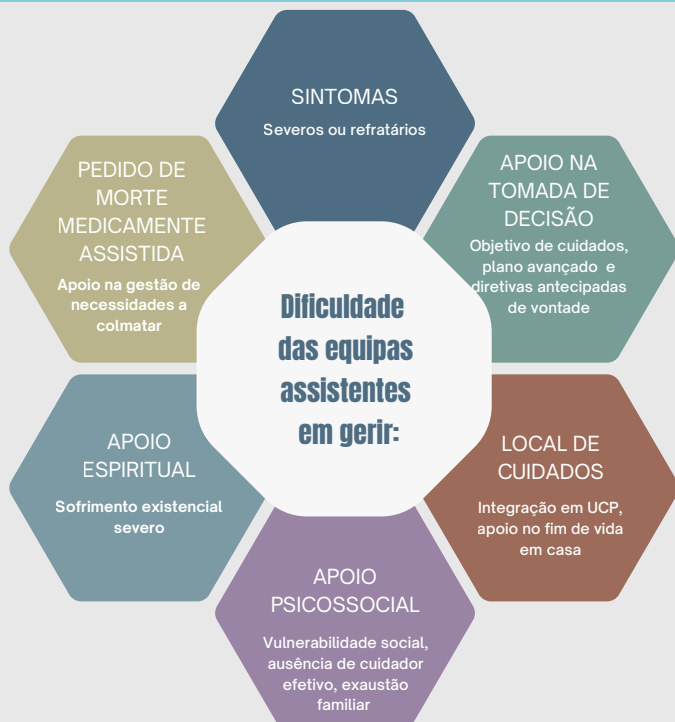 SINTOMAS
Severos ou refratários
APOIO NA
TOMADA DE
DECISÃO
Objetivo de cuidados,
plano avançado e
diretivas antecipadas
de vontade
LOCAL DE
CUIDADOS
Integração em UCP,
apoio no fim de vida
em casa
APOIO
PSICOSSOCIAL
Vulnerabilidade social,
ausência de cuidador
efetivo, exaustão
familiar
APOIO
ESPIRITUAL
Sofrimento existencial
severo
PEDIDO DE
MORTE
MEDICAMENTE
ASSISTIDA
Apoio na gestão de
necessidades a
colmatar
Dificuldade
das equipas
assistentes
em gerir: